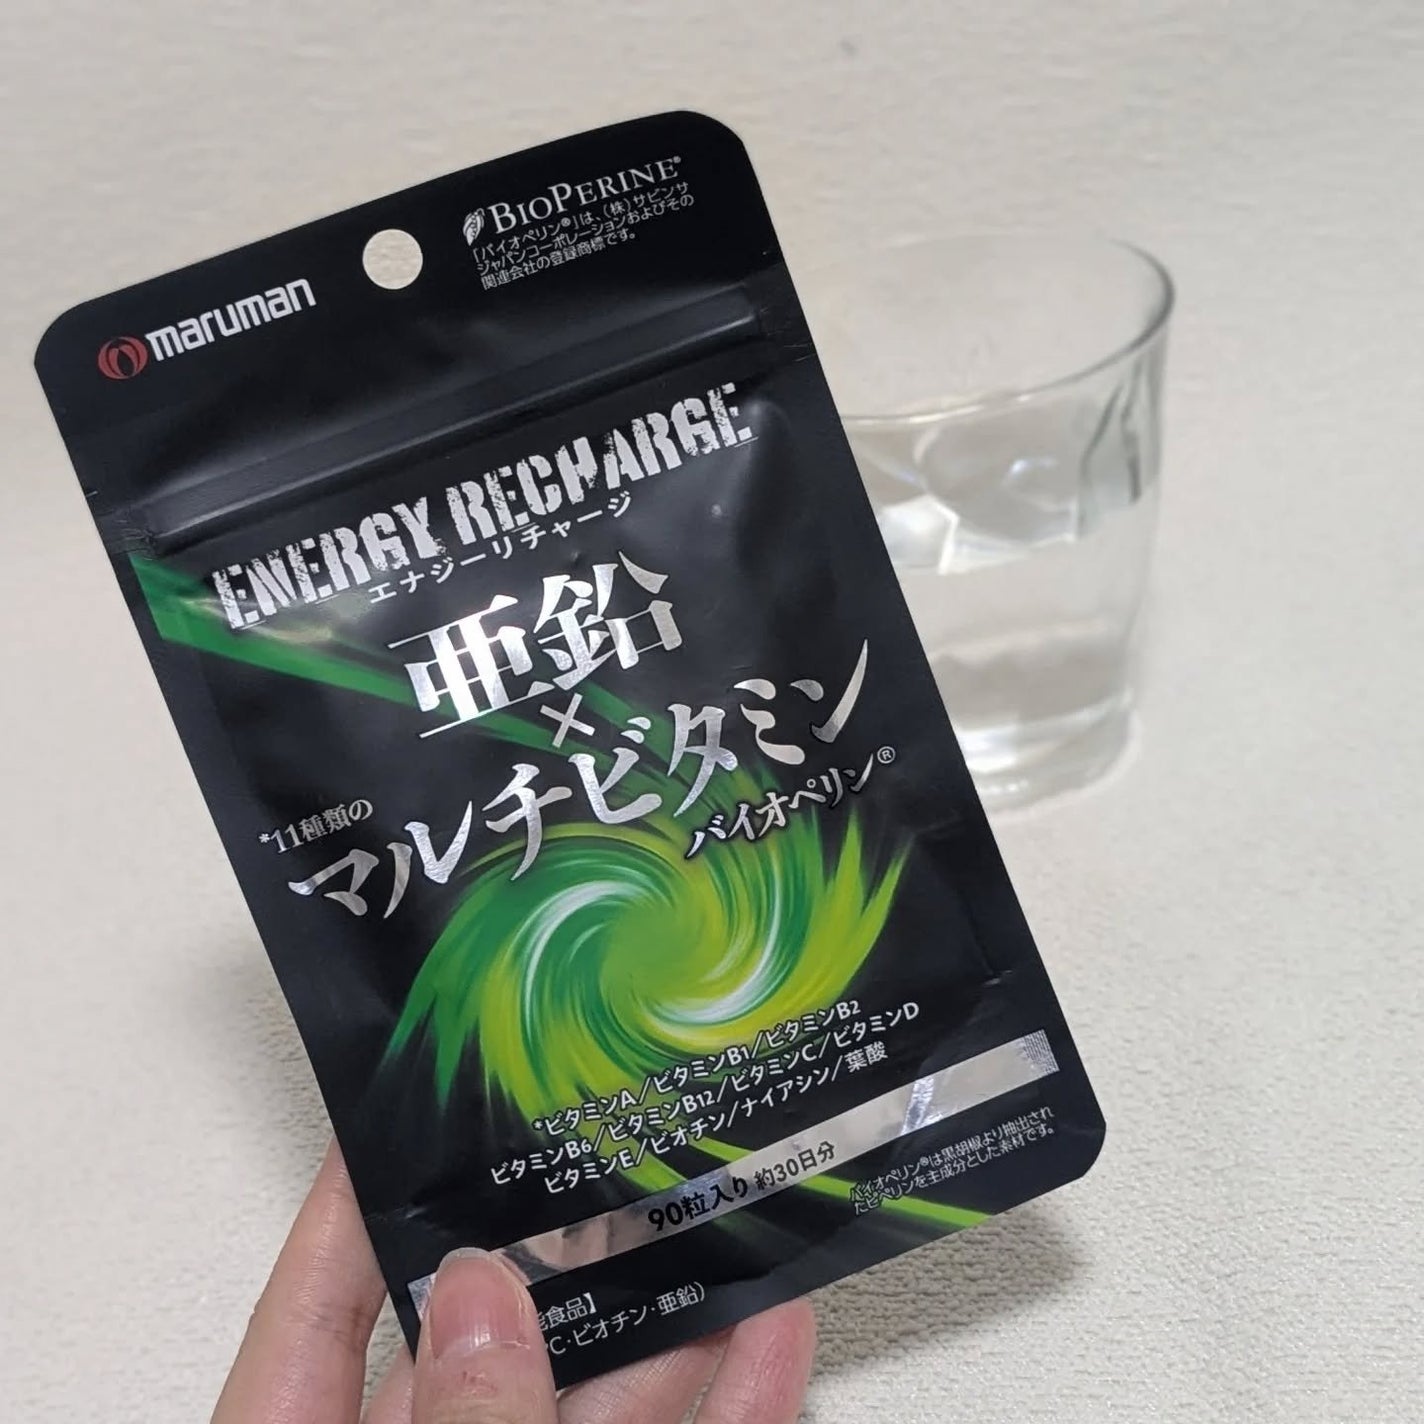 maruman
BIOPERINE®
「バイオペリン®」は、(株)サビンサ
ジャパンコーポレーションおよびその
関連会社の登録商標です。
ENERGY RECHARGE
エナジーリチャージ
亜鉛
×
*11種類の
マルチビタミン
バイオペリン®
*ビタミンA/ビタミンB1/ビタミンB2
ビタミンB6/ビタミンB12/ビタミンC/ビタミンD
ビタミンE/ビオチン/ナイアシン/葉酸
90粒入り 約30日分
バイオペリン®は黒胡椒より抽出され
たピペリンを主成分とした素材です。
能食品】
C・ビオチン・亜鉛)